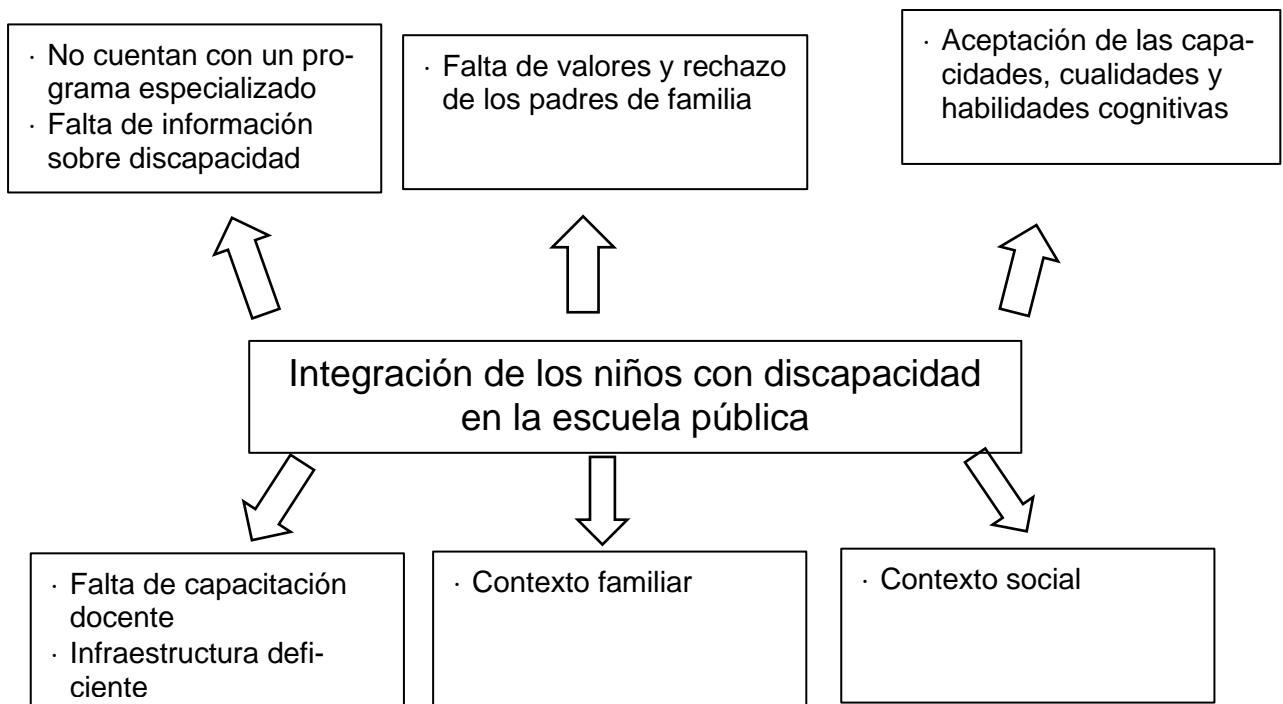 · No cuentan con un pro-
grama especializado
· Falta de información
sobre discapacidad
· Falta de valores y rechazo
de los padres de familia
· Aceptación de las capa-
cidades, cualidades y
habilidades cognitivas
Integración de los niños con discapacidad
en la escuela pública
· Falta de capacitación
docente
· Infraestructura defi-
ciente
· Contexto familiar
· Contexto social